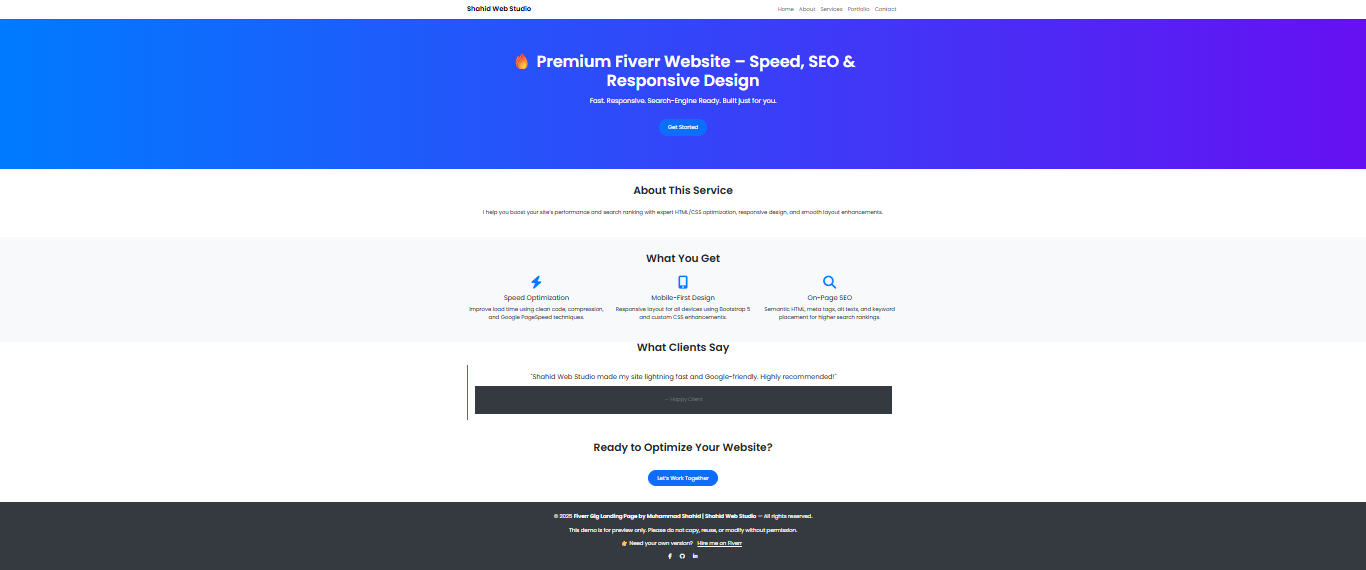 Shahid Web Studio
Home About Services Portfolio Contact
🔥 Premium Fiverr Website – Speed, SEO &
Responsive Design
Fast. Responsive. Search-Engine Ready. Built just for you.
Get Started
About This Service
I help you boost your site's performance and search ranking with expert HTML/CSS optimization, responsive design, and smooth layout enhancements.
What You Get
Speed Optimization
Improve load time using clean code, compression,
and Google PageSpeed techniques.
Mobile-First Design
Responsive layout for all devices using Bootstrap 5
and custom CSS enhancements.
On-Page SEO
Semantic HTML, meta tags, alt texts, and keyword
placement for higher search rankings.
What Clients Say
"Shahid Web Studio made my site lightning fast and Google-friendly. Highly recommended!"
— Happy Client
Ready to Optimize Your Website?
Let's Work Together
© 2025 Fiverr Gig Landing Page by Muhammad Shahid | Shahid Web Studio — All rights reserved.
This demo is for preview only. Please do not copy, reuse, or modify without permission.
👉 Need your own version? Hire me on Fiverr